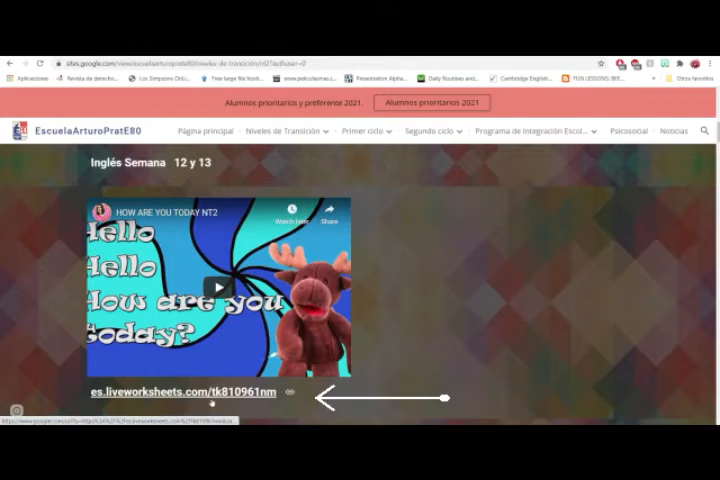 sites.google.com/view/escuelaarturoprate80/niveles-de-transición/nt2?authuser=0
Aplicaciones
Revista de derecho...
Los Simpsons Onli...
Free large file hosti...
www.peliculasmas...
Presentation Alpha...
Daily Routines and...
Cambridge English...
FUN LESSONS: BEE...
Otros favoritos
Alumnos prioritarios y preferente 2021.
Alumnos prioritarios 2021
EscuelaArturoPratE80
Página principal
Niveles de Transición
Primer ciclo
Segundo ciclo
Programa de Integración Escol...
Psicosocial
Noticias
Inglés Semana 12 y 13
HOW ARE YOU TODAY NT2
Watch later
Share
Hello
Hello
How are you
today?
es.liveworksheets.com/tk810961nm